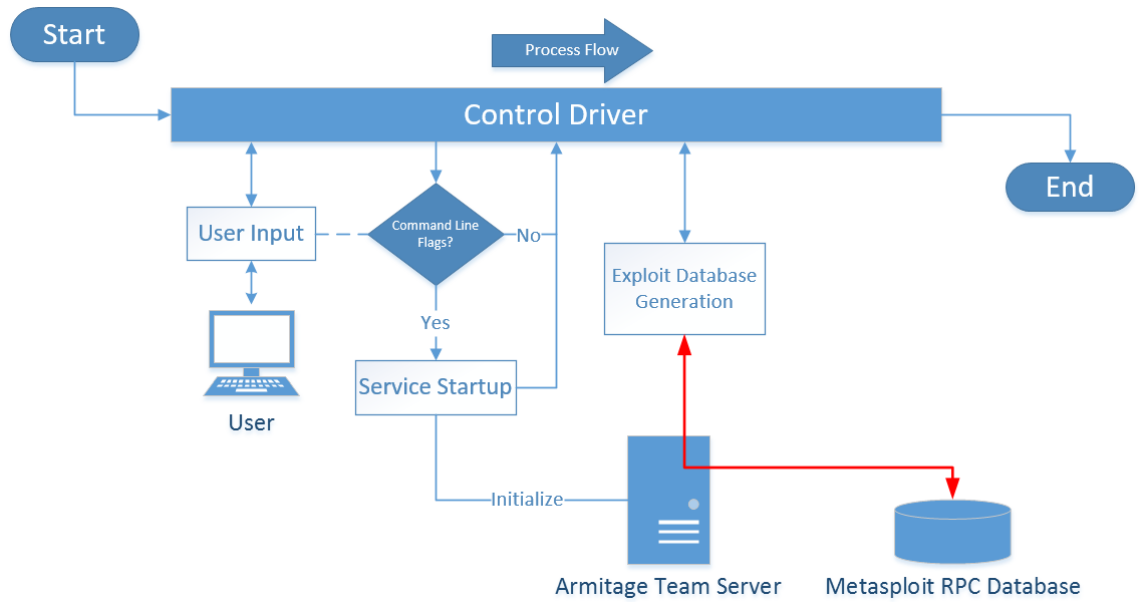 Start
Process Flow
Control Driver
End
User Input
Command Line
Flags?
No
Exploit Database
Generation
Yes
Service Startup
User
Initialize
Armitage Team Server
Metasploit RPC Database